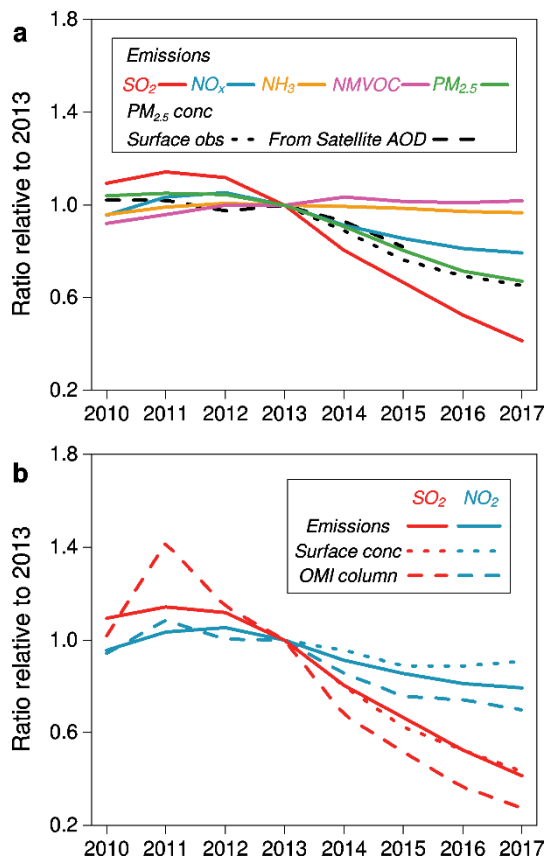 a
1.8
1.4
1.0
0.6
0.2
Ratio relative to 2013
Emissions
SO2 NOx NH3 NMVOC PM2.5
PM2.5 conc
Surface obs From Satellite AOD
2010 2011 2012 2013 2014 2015 2016 2017
b
1.8
1.4
1.0
0.6
0.2
Ratio relative to 2013
SO2 NO2
Emissions
Surface conc
OMI column
2010 2011 2012 2013 2014 2015 2016 2017